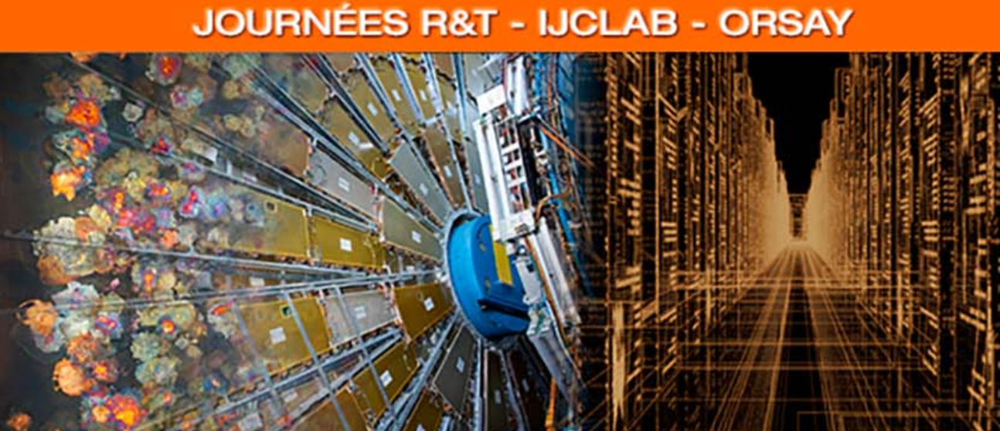 JOURNÉES R&T - IJCLAB - ORSAY